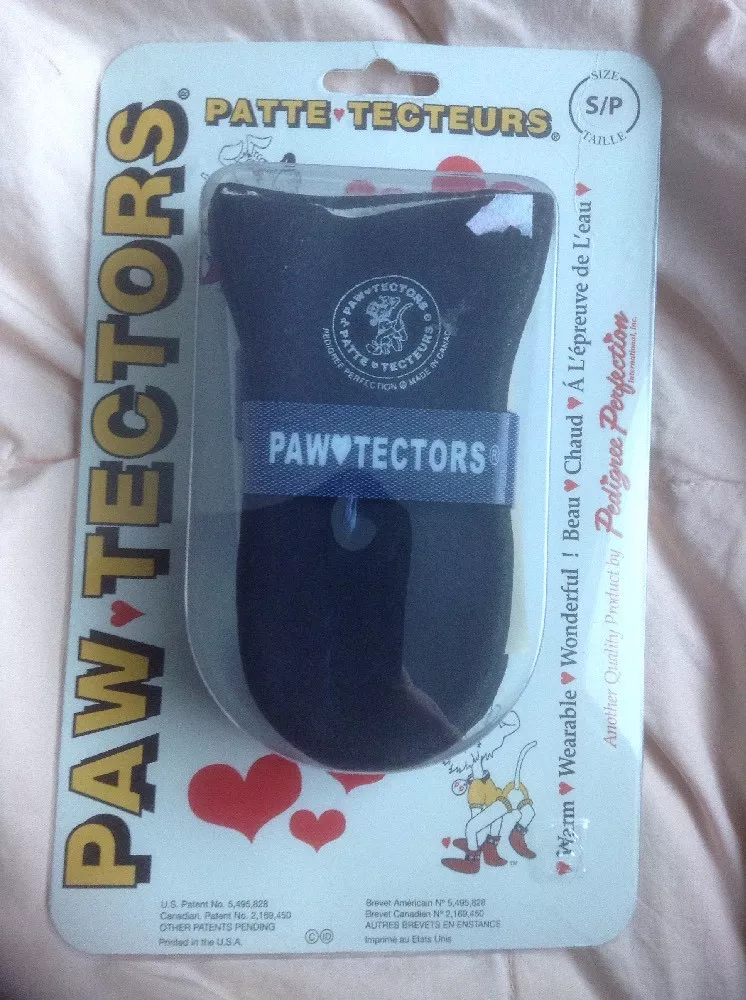 PAW♥TECTORS®
PATTE♥TECTEURS®
SIZE
S/P
TAILLE
PAW♥TECTORS
PATTE♥TECTEURS
PEDIGREE PERFECTION © MADE IN CANADA
PAW♥TECTORS®
♥ Warm ♥ Wearable ♥ Wonderful ! Beau ♥ Chaud ♥ Á L'épreuve de L'eau ♥
Another Quality Product by Pedigree Perfection International, Inc.
TM
U.S. Patent No. 5,495,828
Canadian. Patent No. 2,169,450
OTHER PATENTS PENDING
Printed in the U.S.A.
Brevet Américain N° 5,495,828
Brevet Canadien N° 2,169,450
AUTRES BREVETS EN ENSTANCE
Imprimé au Etats Unis